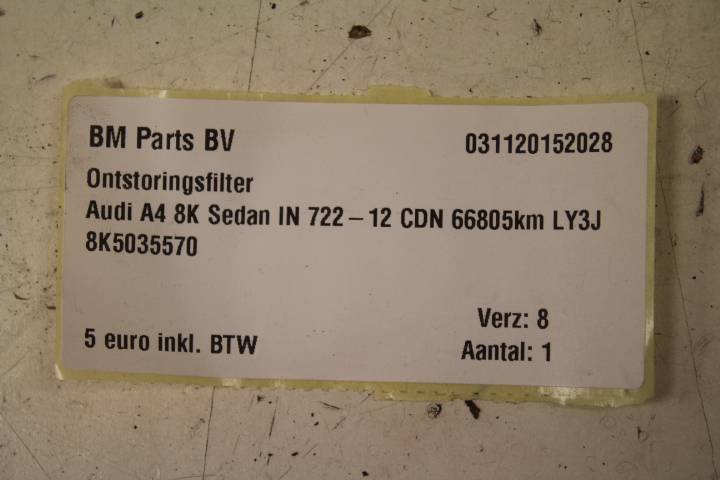 BM Parts BV 031120152028
Ontstoringsfilter
Audi A4 8K Sedan IN 722 – 12 CDN 66805km LY3J
8K5035570
Verz: 8
5 euro inkl. BTW Aantal: 1